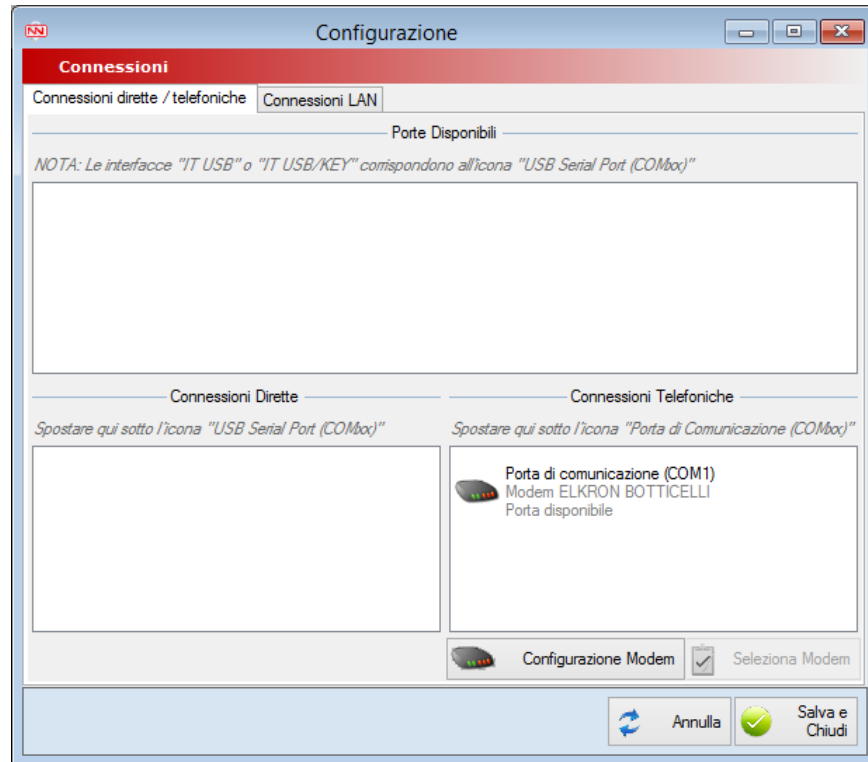 Configurazione
Connessioni
Connessioni dirette / telefoniche
Connessioni LAN
Porte Disponibili
NOTA: Le interfacce "IT USB" o "IT USB/KEY" corrispondono all'icona "USB Serial Port (COMxx)"
Connessioni Dirette
Spostare qui sotto l'icona "USB Serial Port (COMxx)"
Connessioni Telefoniche
Spostare qui sotto l'icona "Porta di Comunicazione (COMxx)"
Porta di comunicazione (COM1)
Modem ELKRON BOTTICELLI
Porta disponibile
Configurazione Modem
Seleziona Modem
Annulla
Salva e
Chiudi